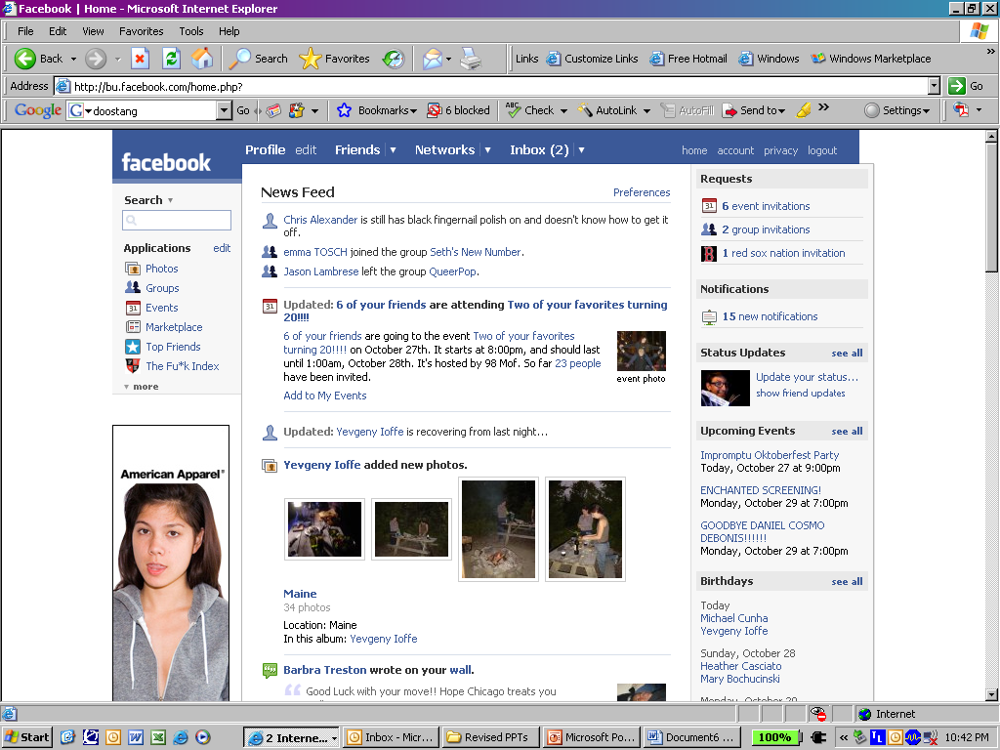 Facebook | Home - Microsoft Internet Explorer
File Edit View Favorites Tools Help
Back Search Favorites Links Customize Links Free Hotmail Windows Windows Marketplace »
Address http://bu.facebook.com/home.php? Go
Google G doostang Go Bookmarks 6 blocked ABC Check AutoLink AutoFill Send to » Settings
facebook
Profile edit Friends Networks Inbox (2) home account privacy logout
Search
Applications edit
Photos
Groups
31 Events
Marketplace
Top Friends
The Fu*k Index
more
American Apparel®
News Feed Preferences
Chris Alexander is still has black fingernail polish on and doesn't know how to get it
off.
emma TOSCH joined the group Seth's New Number.
Jason Lambrese left the group QueerPop.
31 Updated: 6 of your friends are attending Two of your favorites turning
20!!!!
6 of your friends are going to the event Two of your favorites
turning 20!!!! on October 27th. It starts at 8:00pm, and should last
until 1:00am, October 28th. It's hosted by 98 Mof. So far 23 people
have been invited.
event photo
Add to My Events
Updated: Yevgeny Ioffe is recovering from last night...
Yevgeny Ioffe added new photos.
Maine
34 photos
Location: Maine
In this album: Yevgeny Ioffe
Barbra Treston wrote on your wall.
Good Luck with your move!! Hope Chicago treats you
Requests
31 6 event invitations
2 group invitations
B 1 red sox nation invitation
Notifications
15 new notifications
Status Updates see all
Update your status...
show friend updates
Upcoming Events see all
Impromptu Oktoberfest Party
Today, October 27 at 9:00pm
ENCHANTED SCREENING!
Monday, October 29 at 7:00pm
GOODBYE DANIEL COSMO
DEBONIS!!!!!!
Monday, October 29 at 7:00pm
Birthdays see all
Today
Michael Cunha
Yevgeny Ioffe
Sunday, October 28
Heather Casciato
Mary Bochucinski
Monday, October 29
Internet
Start 2 Interne... Inbox - Micr... Revised PPTs Microsoft Po... Document6 ... 100% « 10:42 PM